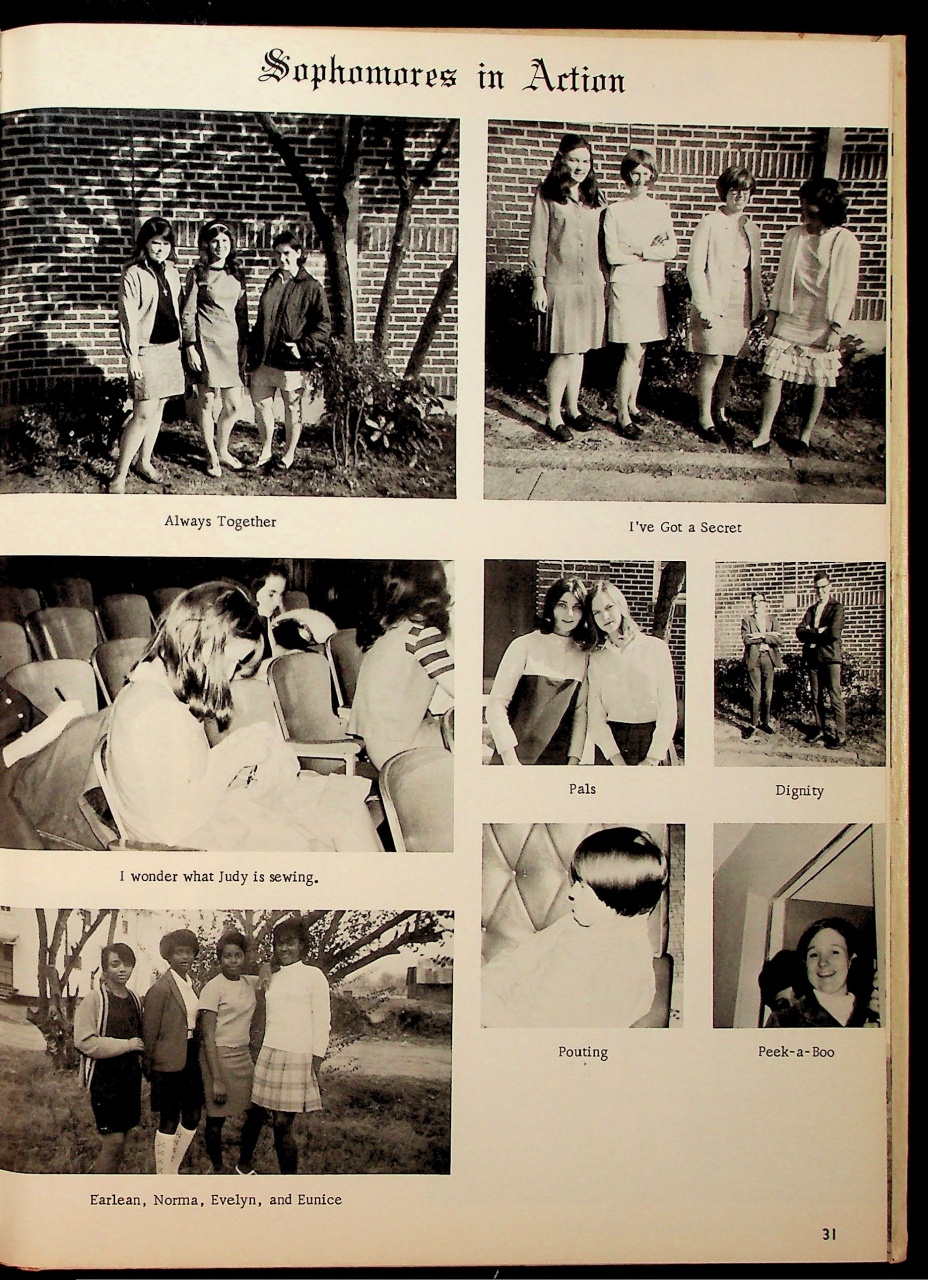 Sophomores in Action
Always Together
I've Got a Secret
I wonder what Judy is sewing.
Pals
Dignity
Pouting
Peek-a-Boo
Earlean, Norma, Evelyn, and Eunice
31